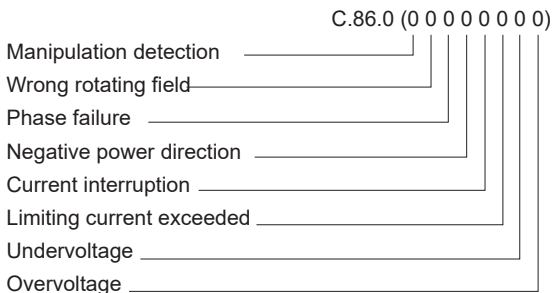 C.86.0 (0 0 0 0 0 0 0 0)
Manipulation detection
Wrong rotating field
Phase failure
Negative power direction
Current interruption
Limiting current exceeded
Undervoltage
Overvoltage